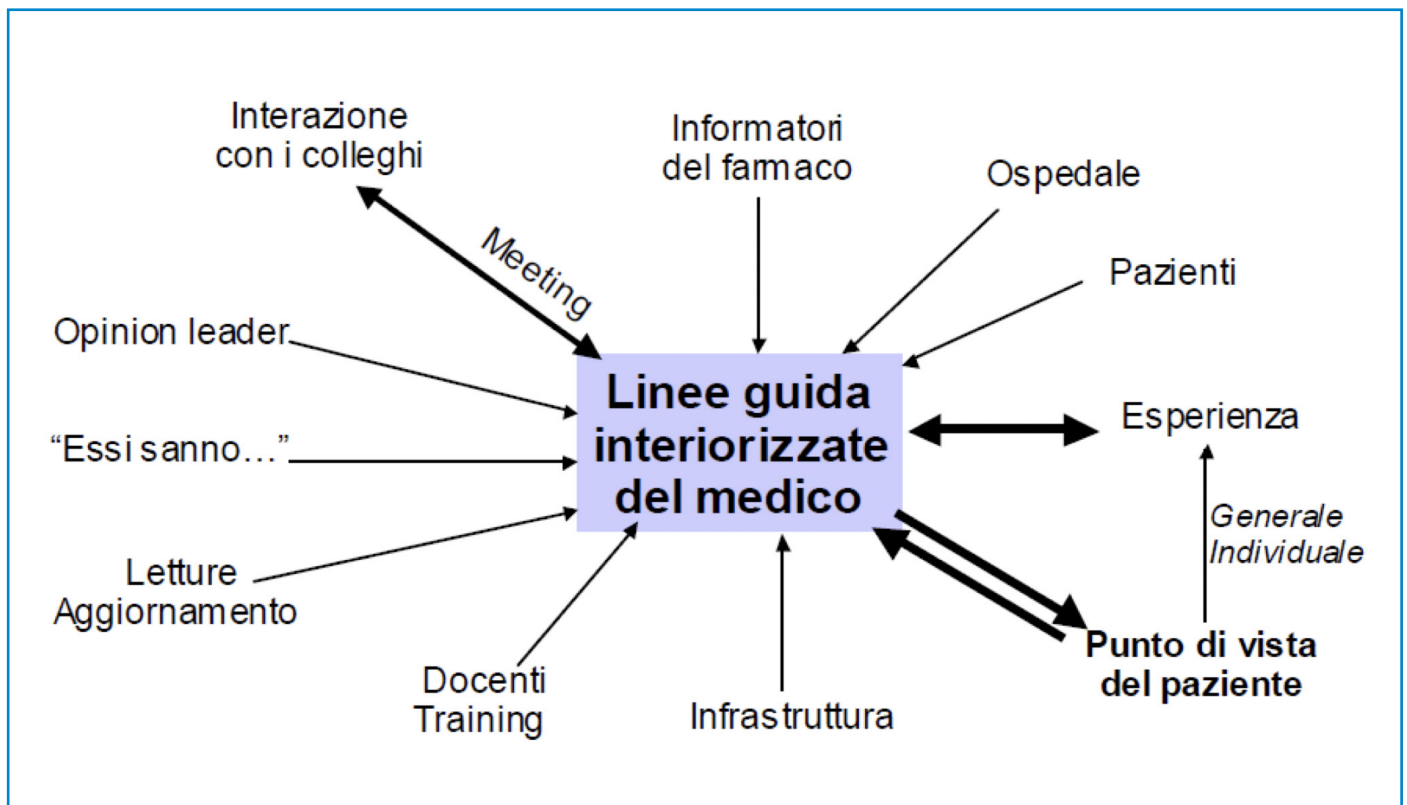 Interazione
con i colleghi
Informatori
del farmaco
Ospedale
Meeting
Pazienti
Opinion leader
Linee guida
interiorizzate
del medico
Esperienza
“Essi sanno…”
Generale
Individuale
Letture
Aggiornamento
Punto di vista
del paziente
Docenti
Training
Infrastruttura